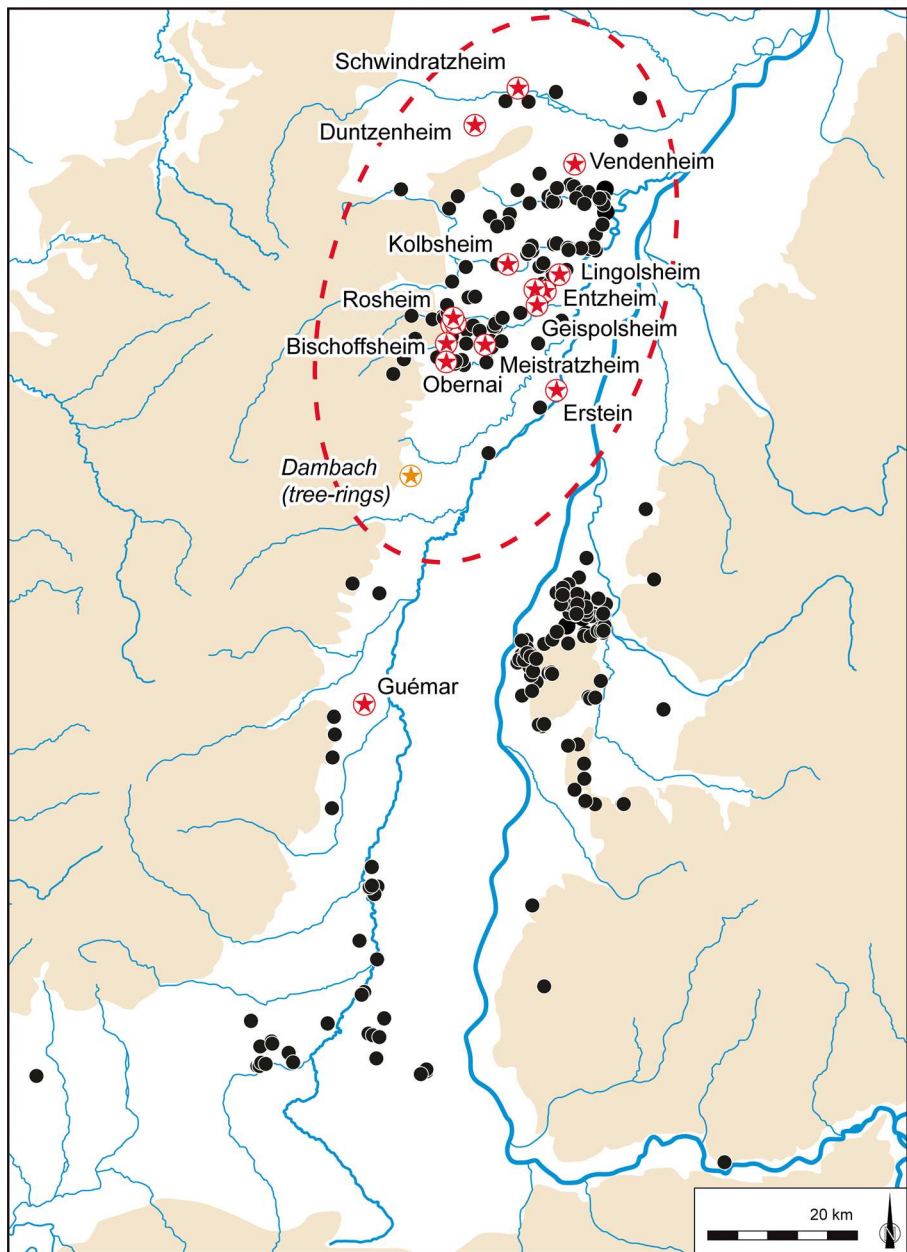 Schwindratzheim
Duntzenheim
Vendenheim
Kolbsheim
Lingolsheim
Rosheim
Entzheim
Geispolsheim
Bischoffsheim
Meistratzheim
Obernai
Erstein
Dambach
(tree-rings)
Guémar
20 km
N